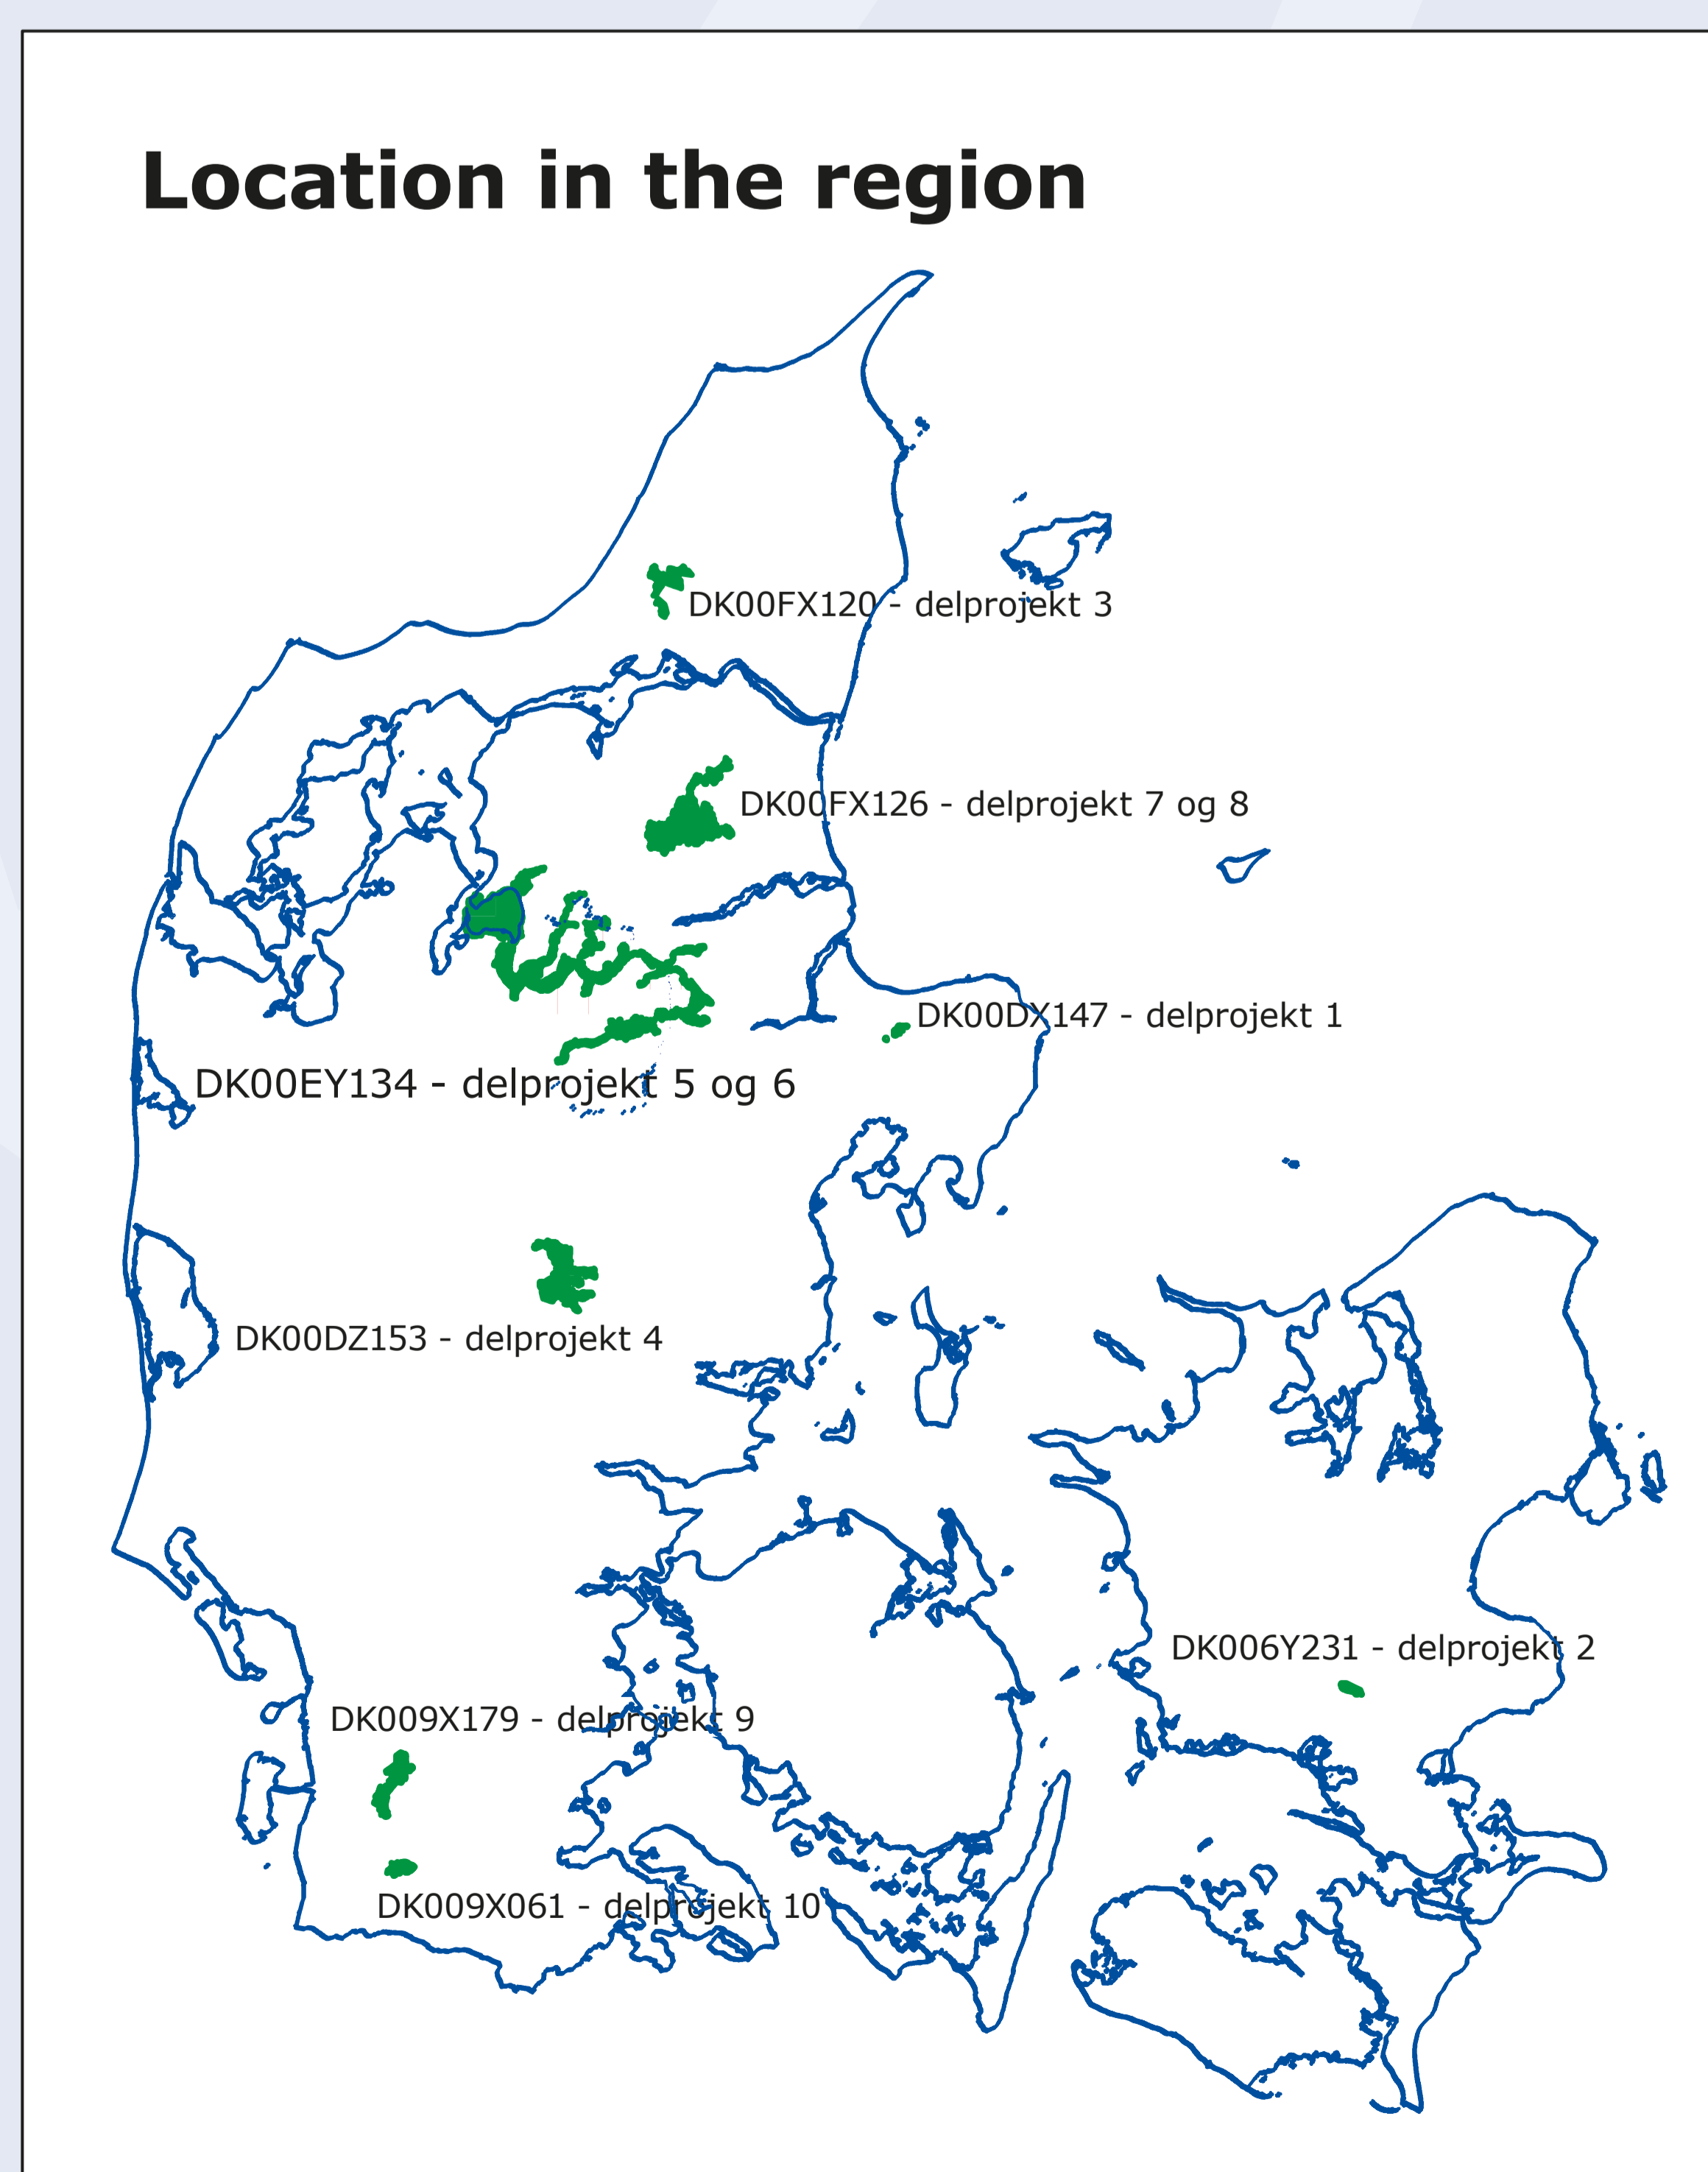 Location in the region
DK00FX120 - delprojekt 3
DK00FX126 - delprojekt 7 og 8
DK00DX147 - delprojekt 1
DK00EY134 - delprojekt 5 og 6
DK00DZ153 - delprojekt 4
DK006Y231 - delprojekt 2
DK009X179 - delprojekt 9
DK009X061 - delprojekt 10